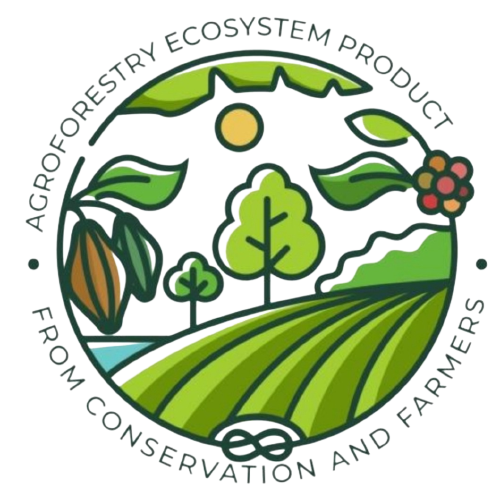 AGROFORESTRY ECOSYSTEM PRODUCT
FROM CONSERVATION AND FARMERS